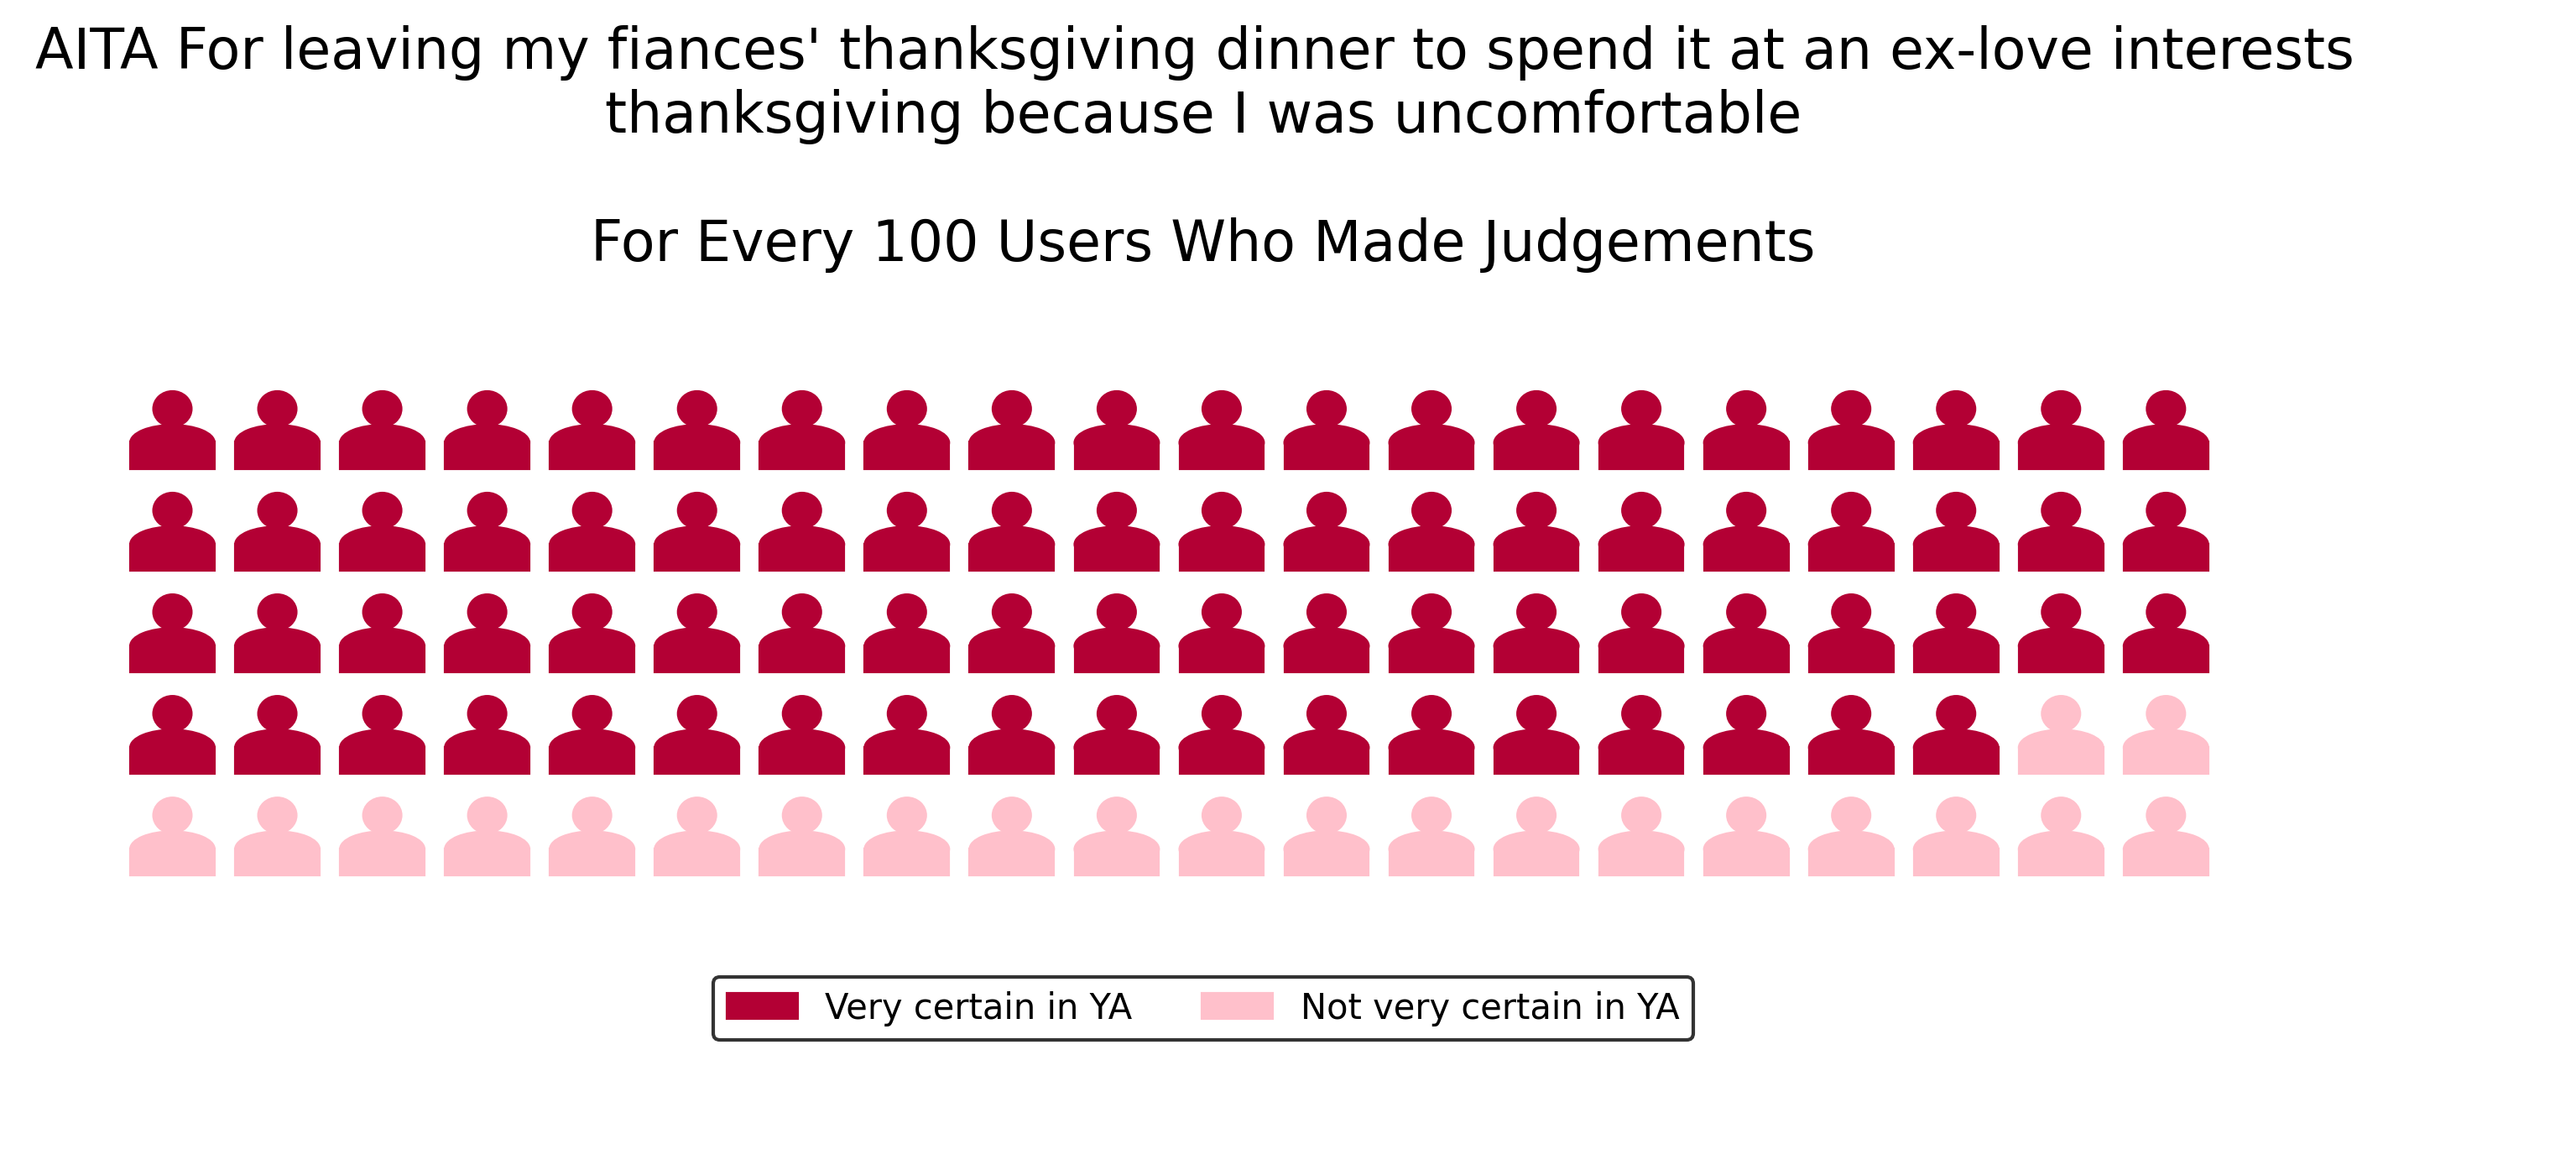 AITA For leaving my fiances' thanksgiving dinner to spend it at an ex-love interests
thanksgiving because I was uncomfortable
For Every 100 Users Who Made Judgements
Very certain in YA
Not very certain in YA